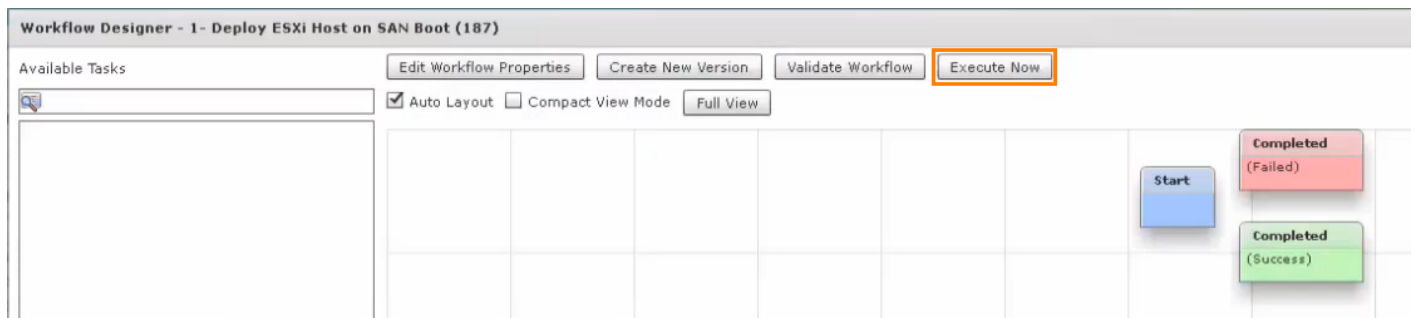 Workflow Designer - 1- Deploy ESXi Host on SAN Boot (187)
Available Tasks
Edit Workflow Properties Create New Version Validate Workflow Execute Now
Auto Layout Compact View Mode Full View
Completed
(Failed)
Start
Completed
(Success)